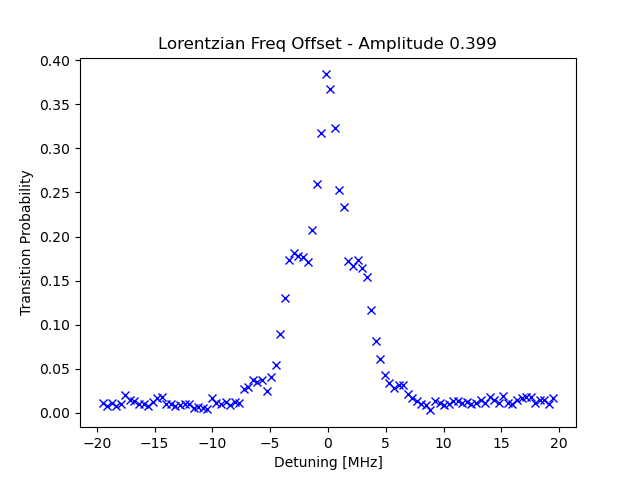 Lorentzian Freq Offset - Amplitude 0.399
0.40
0.35
0.30
0.25
0.20
0.15
0.10
0.05
0.00
Transition Probability
−20 −15 −10 −5 0 5 10 15 20
Detuning [MHz]